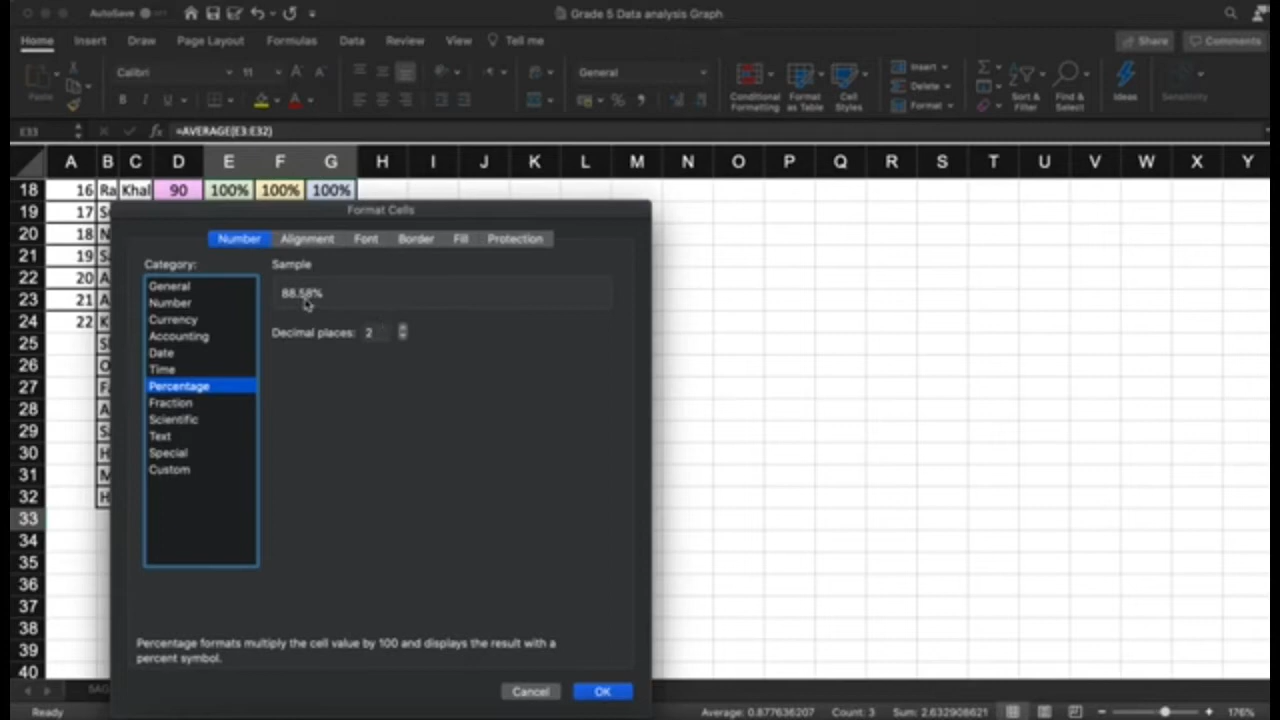 AutoSave
Grade 5 Data analysis Graph
Home Insert Draw Page Layout Formulas Data Review View Tell me
Share Comments
Paste
Calibri 11
B I U
General
Conditional Formatting
Format as Table
Cell Styles
Insert
Delete
Format
Sort & Filter
Find & Select
Ideas
Sensitivity
E33 fx =AVERAGE(E3:E32)
A B C D E F G H I J K L M N O P Q R S T U V W X Y
18 16 Ra Khal 90 100% 100% 100%
19 17 S
20 18 N
21 19 S
22 20 A
23 21 A
24 22 K
25 S
26 O
27 F
28 A
29 S
30 H
31 M
32 H
33
34
35
36
37
38
39
40
Format Cells
Number Alignment Font Border Fill Protection
Category:
General
Number
Currency
Accounting
Date
Time
Percentage
Fraction
Scientific
Text
Special
Custom
Sample
88.58%
Decimal places: 2
Percentage formats multiply the cell value by 100 and displays the result with a
percent symbol.
Cancel OK
Ready
Average: 0.877636207 Count: 3 Sum: 2.632908621
176%